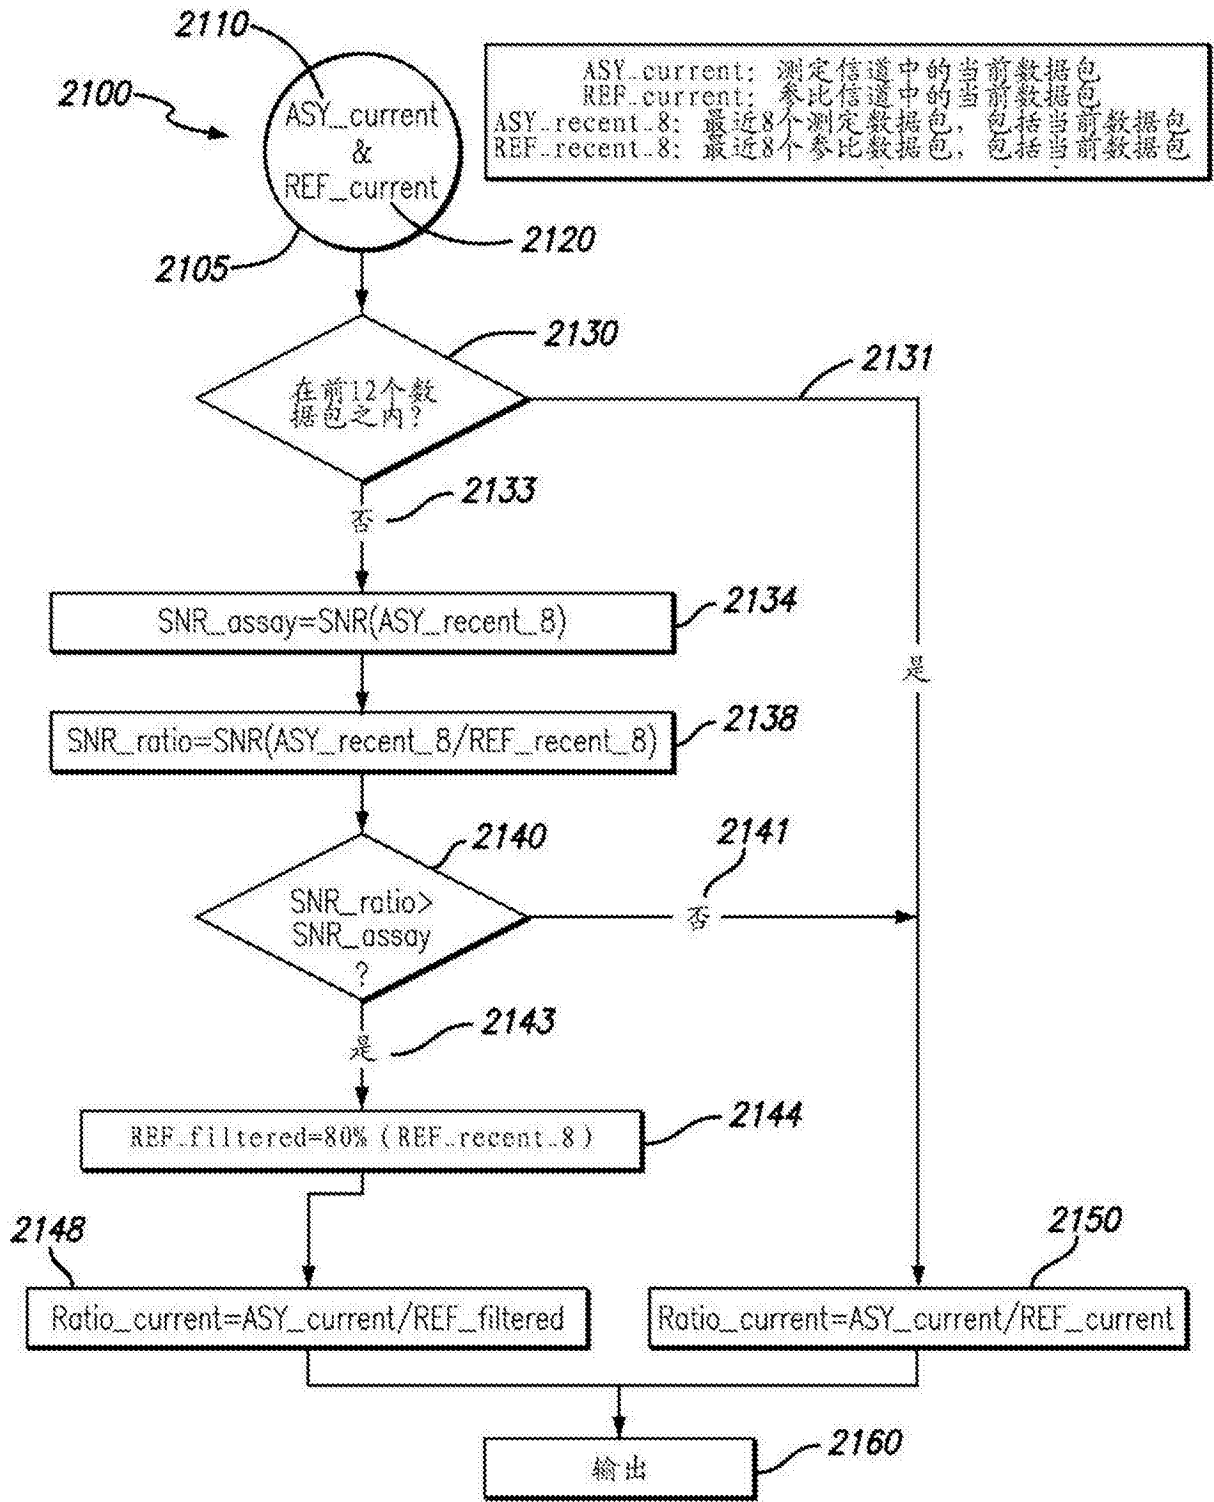 2110
2100
ASY_current
&
REF_current
2120
2105
ASY_current: 测定信道中的当前数据包
REF_current: 参比信道中的当前数据包
ASY_recent_8: 最近8个测定数据包, 包括当前数据包
REF_recent_8: 最近8个参比数据包, 包括当前数据包
2130
2131
在前12个数
据包之内?
2133
否
SNR_assay=SNR(ASY_recent_8)
2134
是
SNR_ratio=SNR(ASY_recent_8/REF_recent_8)
2138
2140
2141
SNR_ratio>
SNR_assay
?
否
2143
是
REF_filtered=80% (REF_recent_8)
2144
2148
2150
Ratio_current=ASY_current/REF_filtered
Ratio_current=ASY_current/REF_current
输出
2160